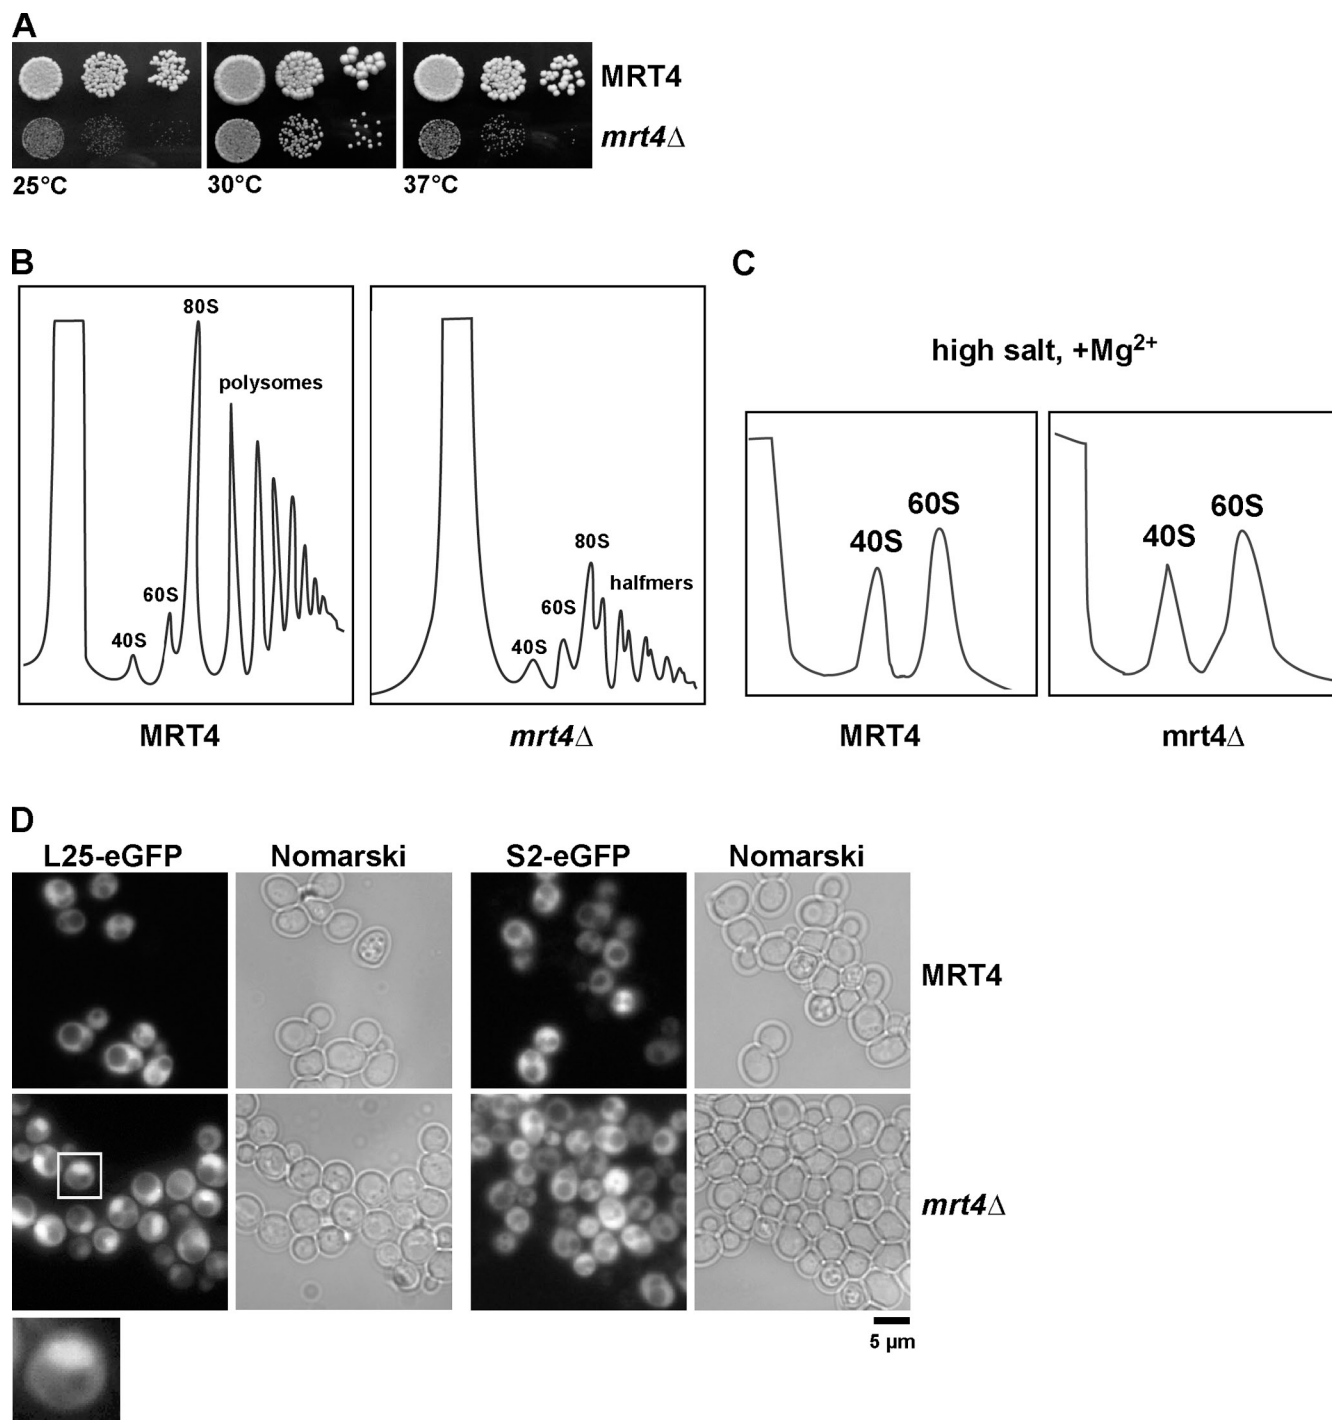 A
MRT4
mrt4Δ
25°C
30°C
37°C
B
80S
polysomes
60S
40S
MRT4
80S
halfmers
60S
40S
mrt4Δ
C
high salt, +Mg²⁺
60S
40S
MRT4
60S
40S
mrt4Δ
D
L25-eGFP
Nomarski
S2-eGFP
Nomarski
MRT4
mrt4Δ
5 µm